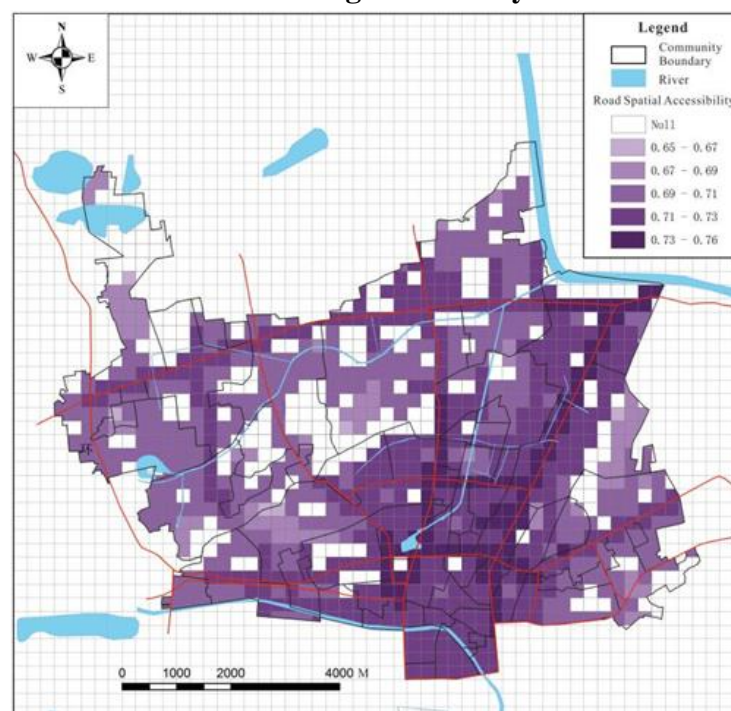 N
W E
S
Legend
Community
Boundary
River
Road Spatial Accessibility
Noll
0.65 - 0.67
0.67 - 0.69
0.69 - 0.71
0.71 - 0.73
0.73 - 0.76
0 1000 2000 4000 M